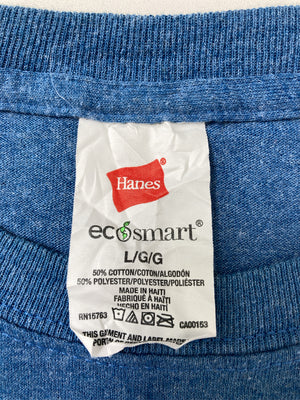 Hanes®
ecosmart®
L/G/G
50% COTTON/COTON/ALGODÓN
50% POLYESTER/POLYESTER/POLIÉSTER
MADE IN HAITI
FABRIQUÉ À HAÏTI
HECHO EN HAITI
RN15763 CA00153
THIS GARMENT AND LABEL MADE